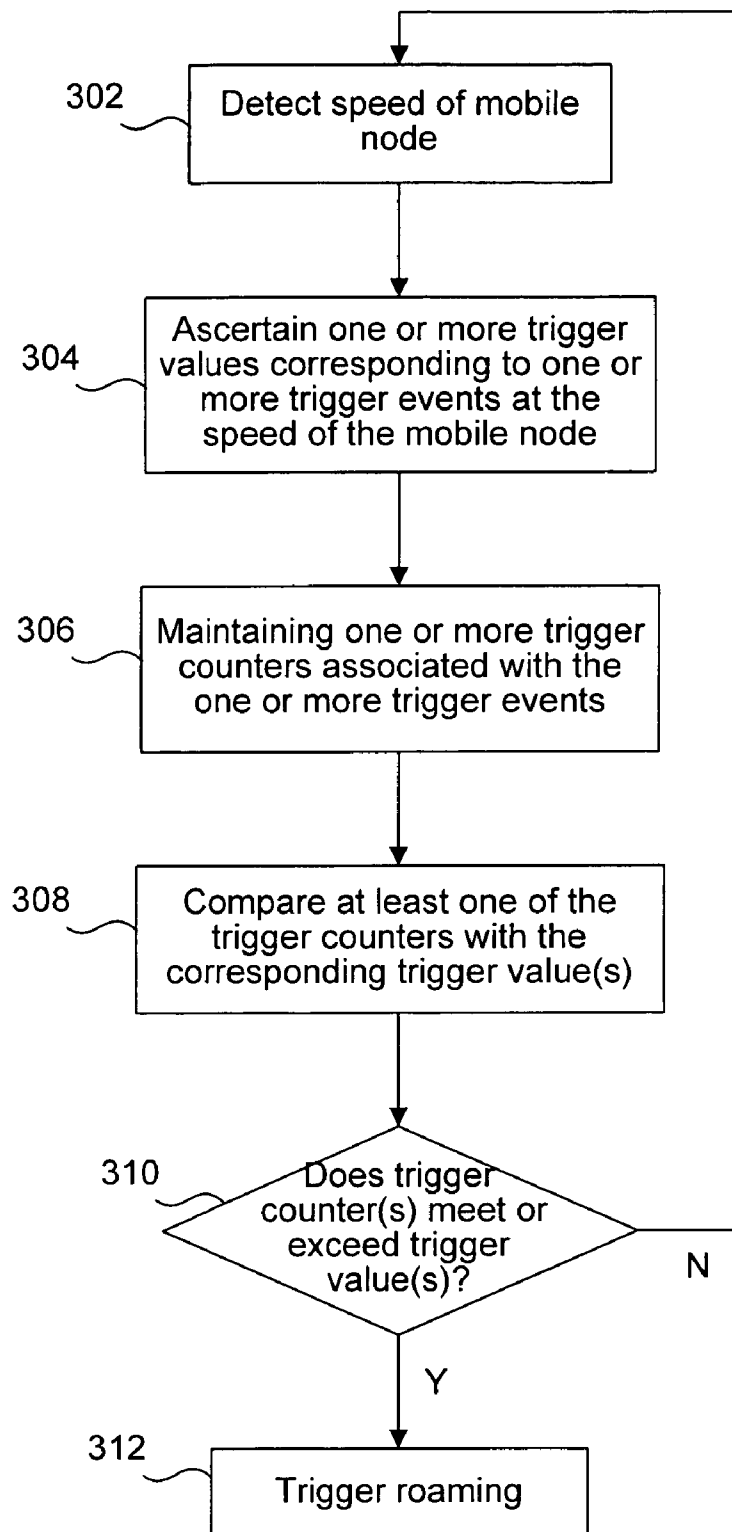 302
Detect speed of mobile
node
304
Ascertain one or more trigger
values corresponding to one or
more trigger events at the
speed of the mobile node
306
Maintaining one or more trigger
counters associated with the
one or more trigger events
308
Compare at least one of the
trigger counters with the
corresponding trigger value(s)
310
Does trigger
counter(s) meet or
exceed trigger
value(s)?
N
Y
312
Trigger roaming